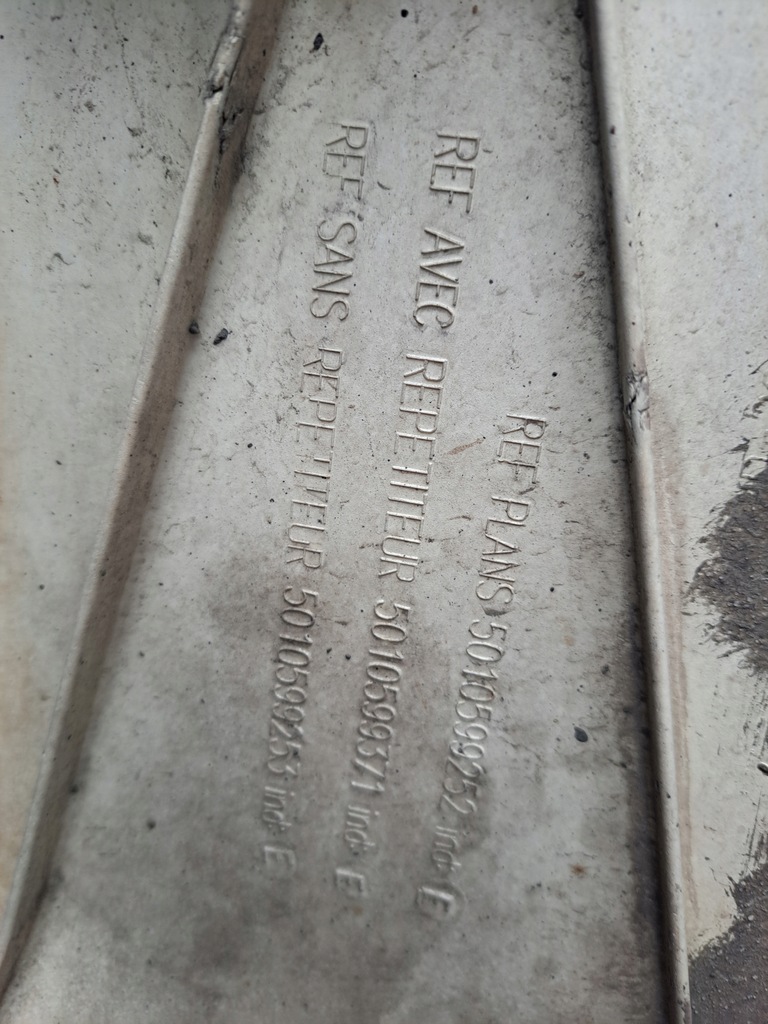 REF PLANS 5010599252 ind E
REF AVEC REPETITEUR 5010599371 ind E
REF SANS REPETITEUR 5010599253 ind E